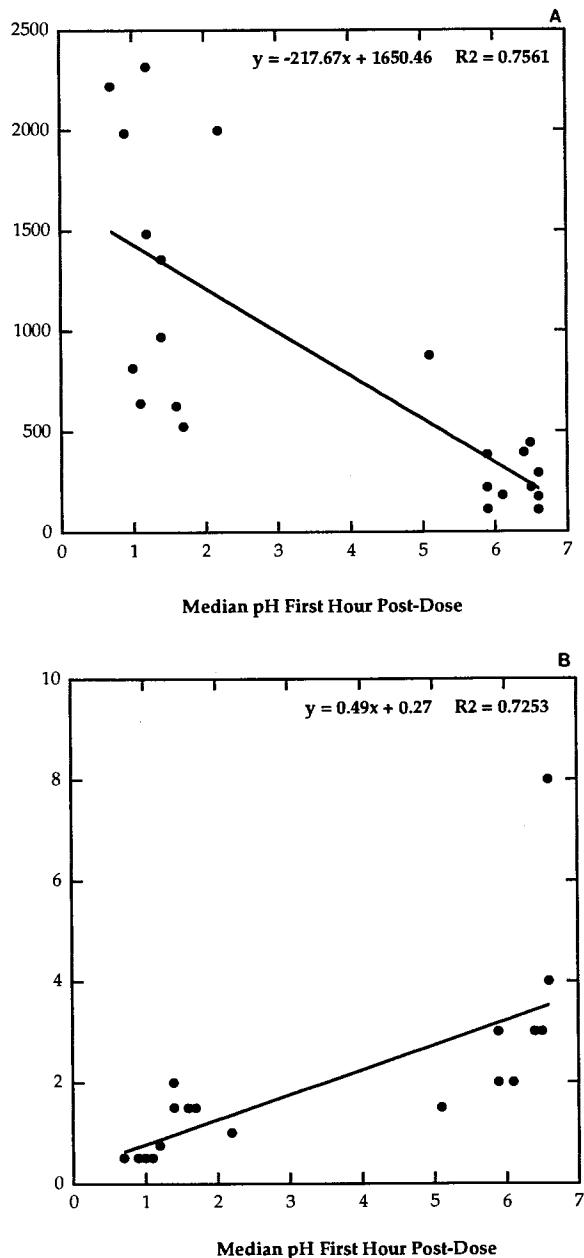 A
y = -217.67x + 1650.46 R2 = 0.7561
2500
2000
1500
1000
500
0
0 1 2 3 4 5 6 7
Median pH First Hour Post-Dose
B
y = 0.49x + 0.27 R2 = 0.7253
10
8
6
4
2
0
0 1 2 3 4 5 6 7
Median pH First Hour Post-Dose